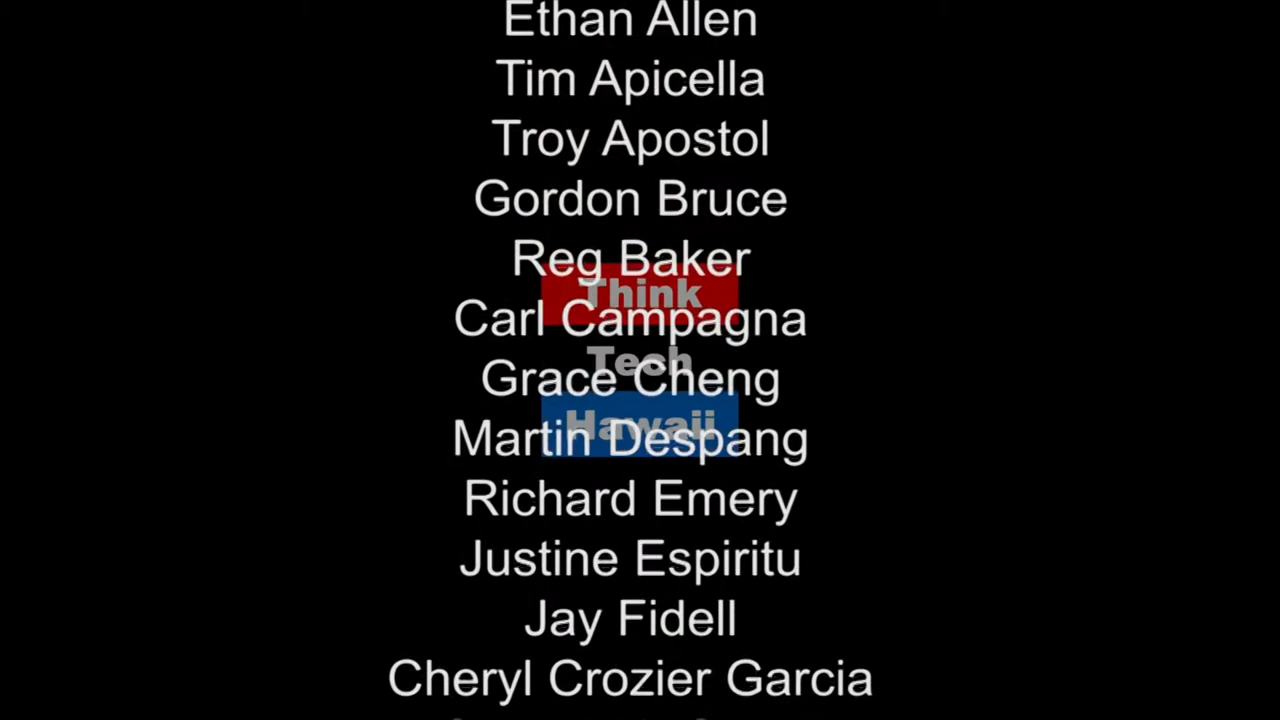 Ethan Allen
Tim Apicella
Troy Apostol
Gordon Bruce
Reg Baker
Think
Carl Campagna
Tech
Grace Cheng
Hawaii
Martin Despang
Richard Emery
Justine Espiritu
Jay Fidell
Cheryl Crozier Garcia